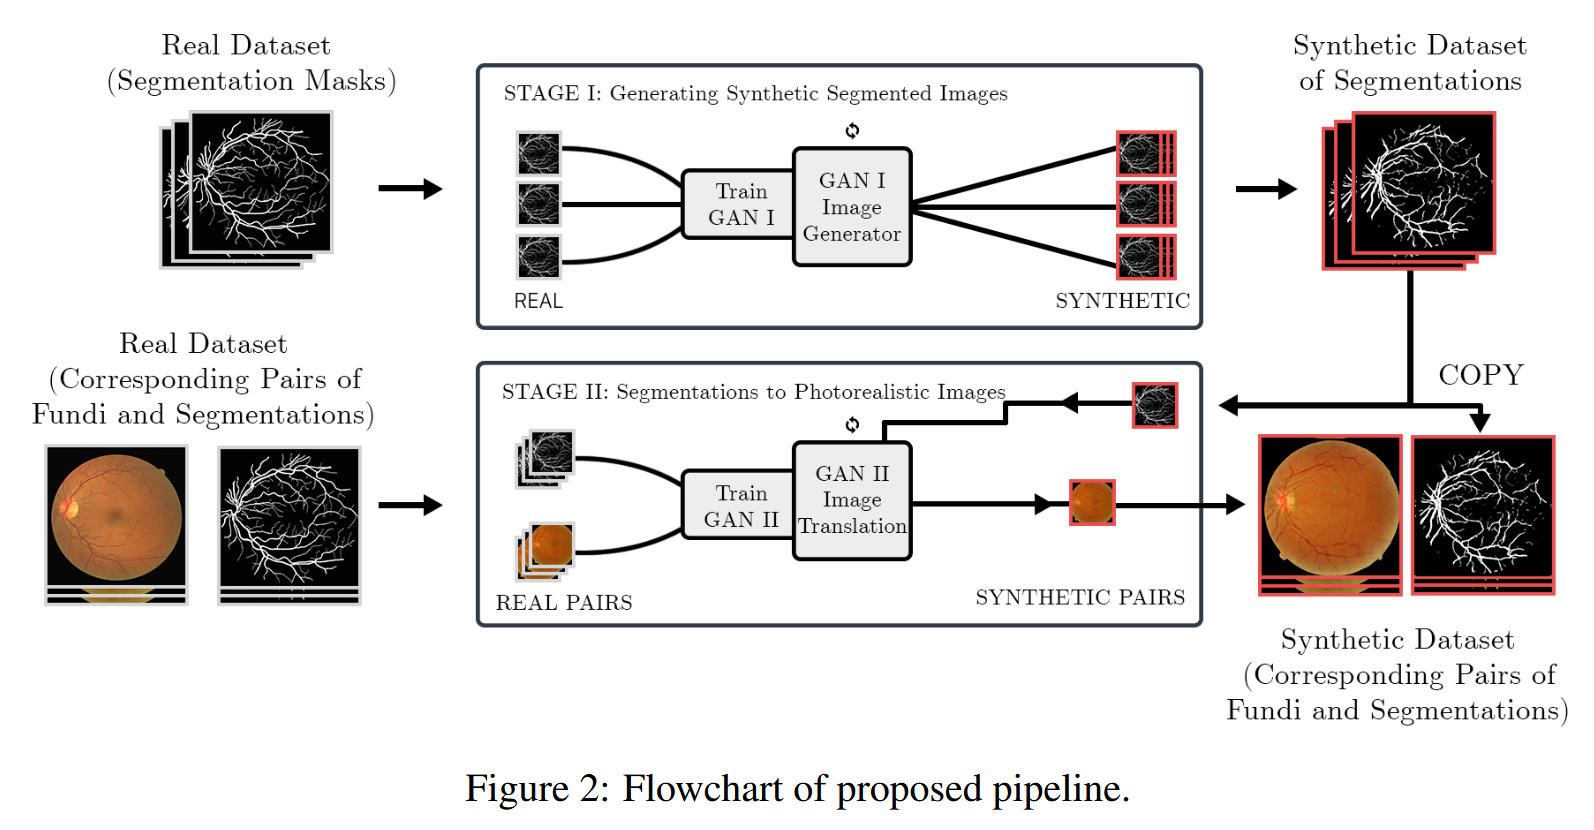 Real Dataset
(Segmentation Masks)
STAGE I: Generating Synthetic Segmented Images
Train
GAN I
GAN I
Image
Generator
REAL
SYNTHETIC
Synthetic Dataset
of Segmentations
Real Dataset
(Corresponding Pairs of
Fundi and Segmentations)
STAGE II: Segmentations to Photorealistic Images
Train
GAN II
GAN II
Image
Translation
REAL PAIRS
SYNTHETIC PAIRS
COPY
Synthetic Dataset
(Corresponding Pairs of
Fundi and Segmentations)
Figure 2: Flowchart of proposed pipeline.